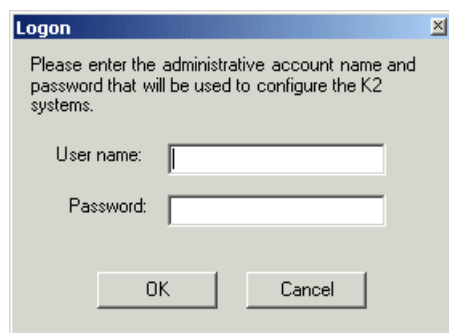 Logon
Please enter the administrative account name and
password that will be used to configure the K2
systems.
User name:
Password:
OK Cancel